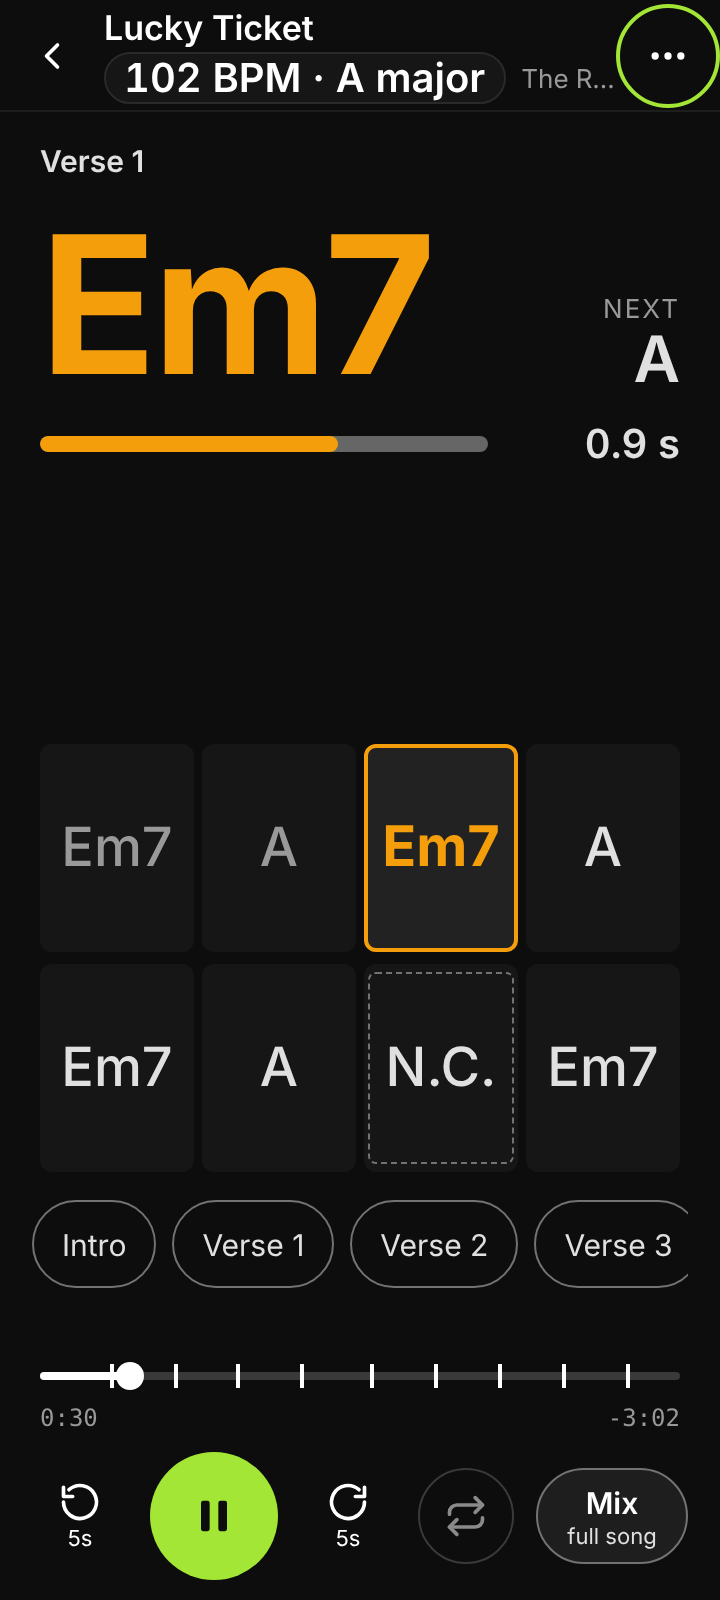 Lucky Ticket
102 BPM · A major The R...
Verse 1
Em7
NEXT
A
0.9 s
Em7 A Em7 A
Em7 A N.C. Em7
Intro Verse 1 Verse 2 Verse 3
0:30 -3:02
5s 5s Mix
full song